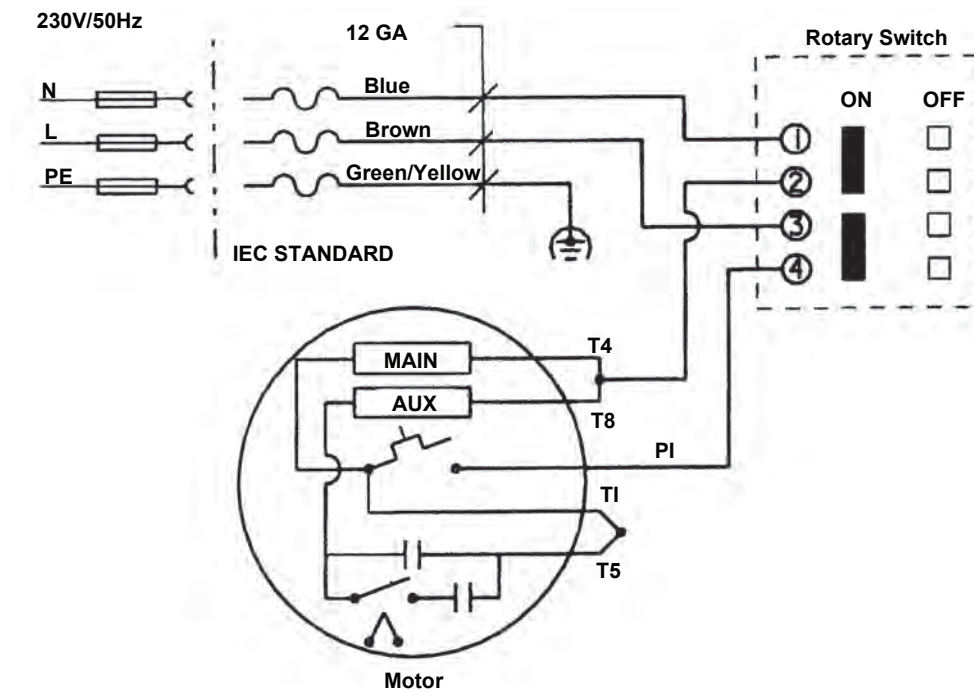 230V/50Hz
12 GA
Rotary Switch
N
Blue
ON
OFF
L
Brown
1
PE
Green/Yellow
2
3
IEC STANDARD
4
MAIN
T4
AUX
T8
PI
TI
T5
Motor